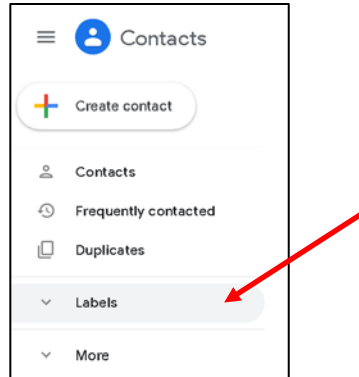 Contacts
Create contact
Contacts
Frequently contacted
Duplicates
Labels
More